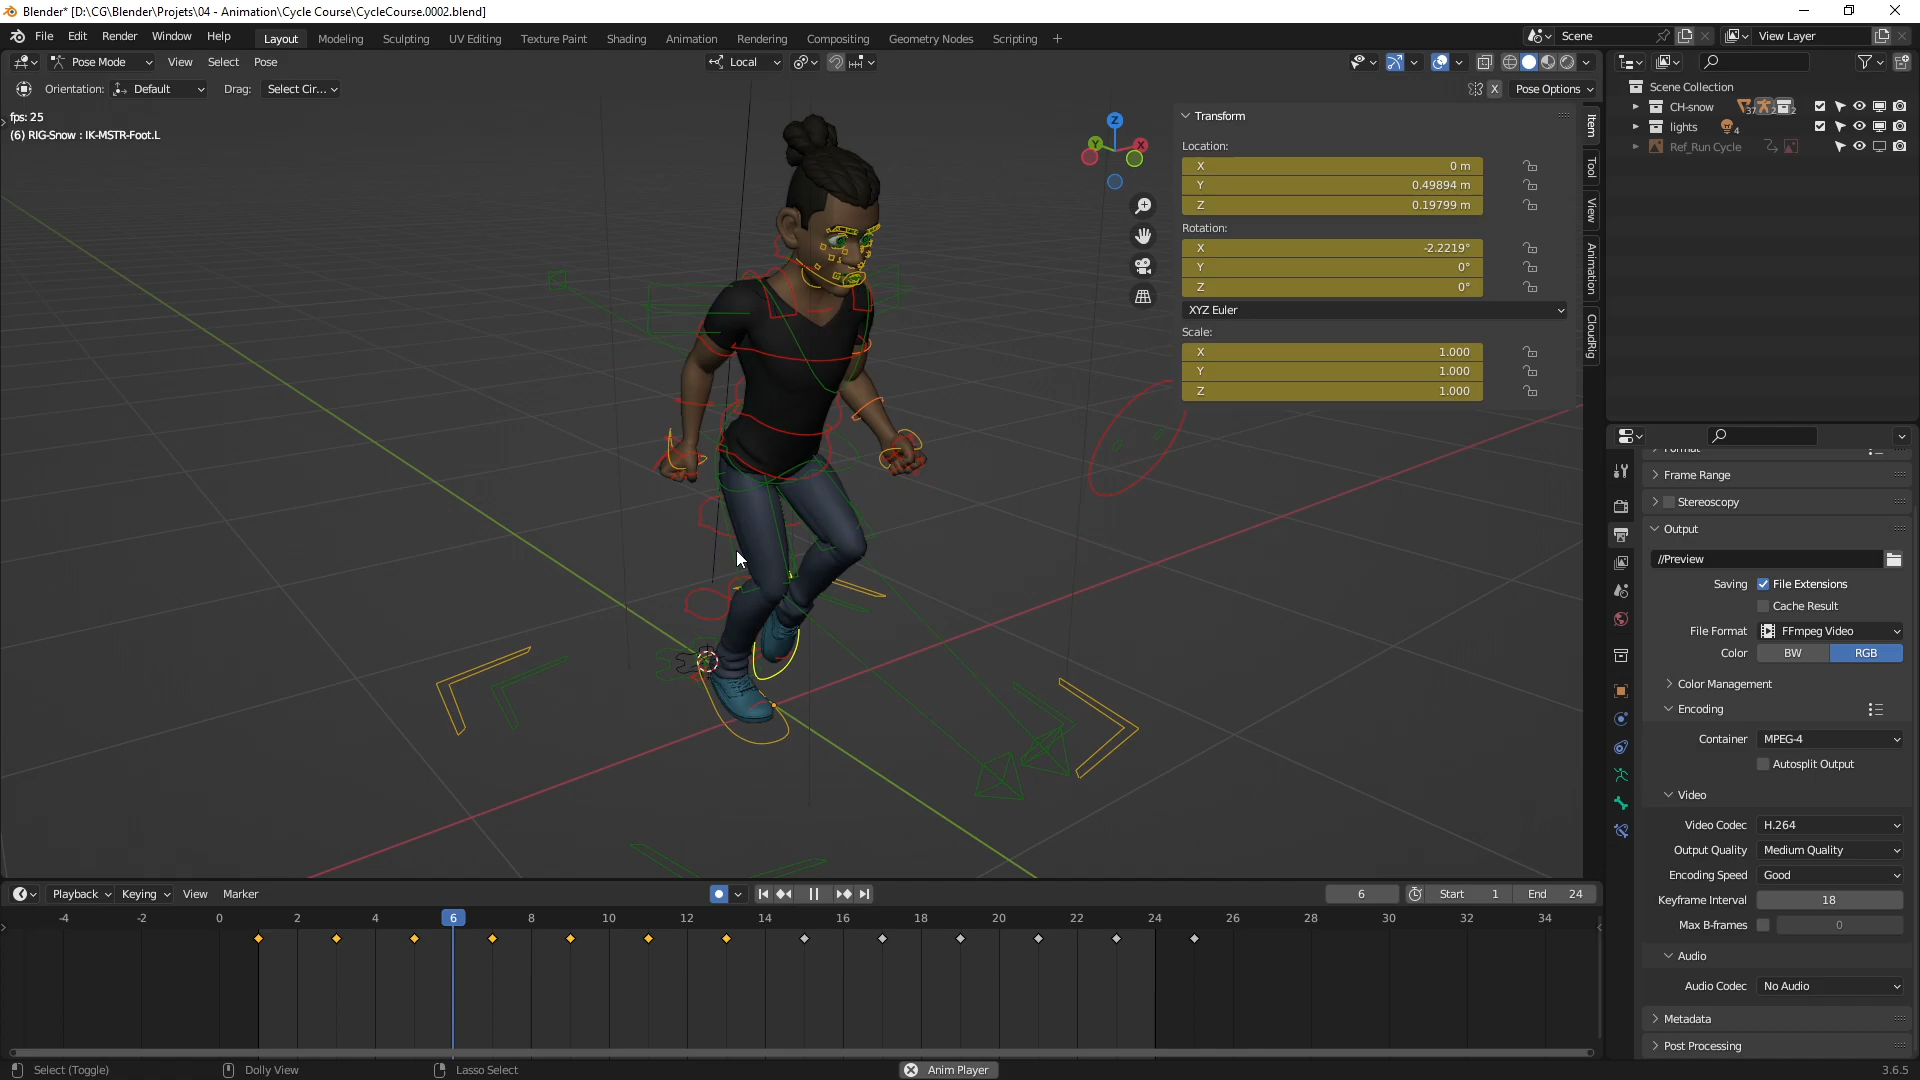 Blender* [D:\CG\Blender\Projets\04 - Animation\Cycle Course\CycleCourse.0002.blend]
File Edit Render Window Help Layout Modeling Sculpting UV Editing Texture Paint Shading Animation Rendering Compositing Geometry Nodes Scripting + Scene View Layer
Pose Mode View Select Pose Local
Orientation: Default Drag: Select Cir... X Pose Options
fps: 25
(6) RIG-Snow : IK-MSTR-Foot.L
Z
Y X
Transform
Location:
X 0 m
Y 0.49894 m
Z 0.19799 m
Rotation:
X -2.2219°
Y 0°
Z 0°
XYZ Euler
Scale:
X 1.000
Y 1.000
Z 1.000
Item
Tool
View
Animation
CloudRig
Scene Collection
CH-snow 37 2 2
lights 4
Ref_Run Cycle
Format
Frame Range
Stereoscopy
Output
//Preview
Saving File Extensions
Cache Result
File Format FFmpeg Video
Color BW RGB
Color Management
Encoding
Container MPEG-4
Autosplit Output
Video
Video Codec H.264
Output Quality Medium Quality
Encoding Speed Good
Keyframe Interval 18
Max B-frames 0
Audio
Audio Codec No Audio
Metadata
Post Processing
Playback Keying View Marker 6 Start 1 End 24
-4 -2 0 2 4 6 8 10 12 14 16 18 20 22 24 26 28 30 32 34
Select (Toggle) Dolly View Lasso Select Anim Player 3.6.5